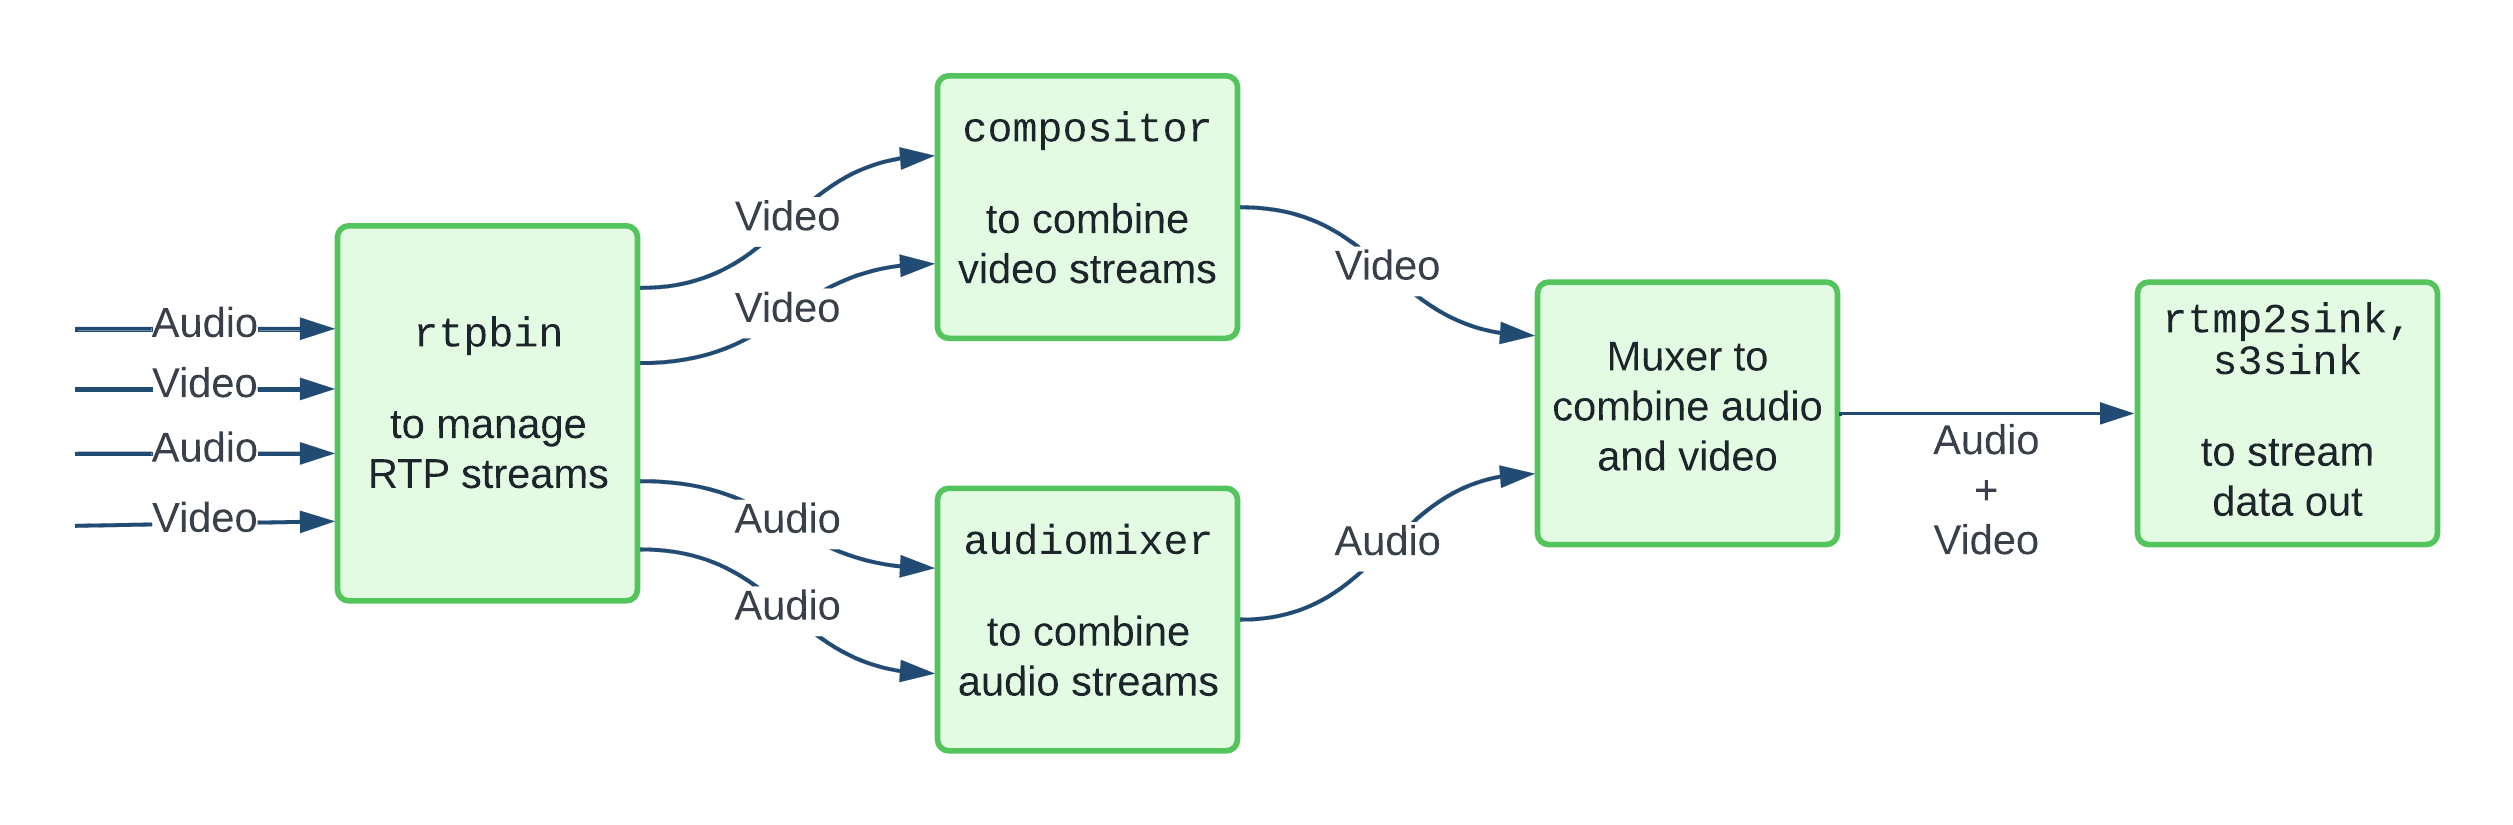 Audio
Video
Audio
Video
rtpbin
to manage
RTP streams
Video
Video
Audio
Audio
compositor
to combine
video streams
audiomixer
to combine
audio streams
Video
Audio
Muxer to
combine audio
and video
Audio
+
Video
rtmp2sink,
s3sink
to stream
data out